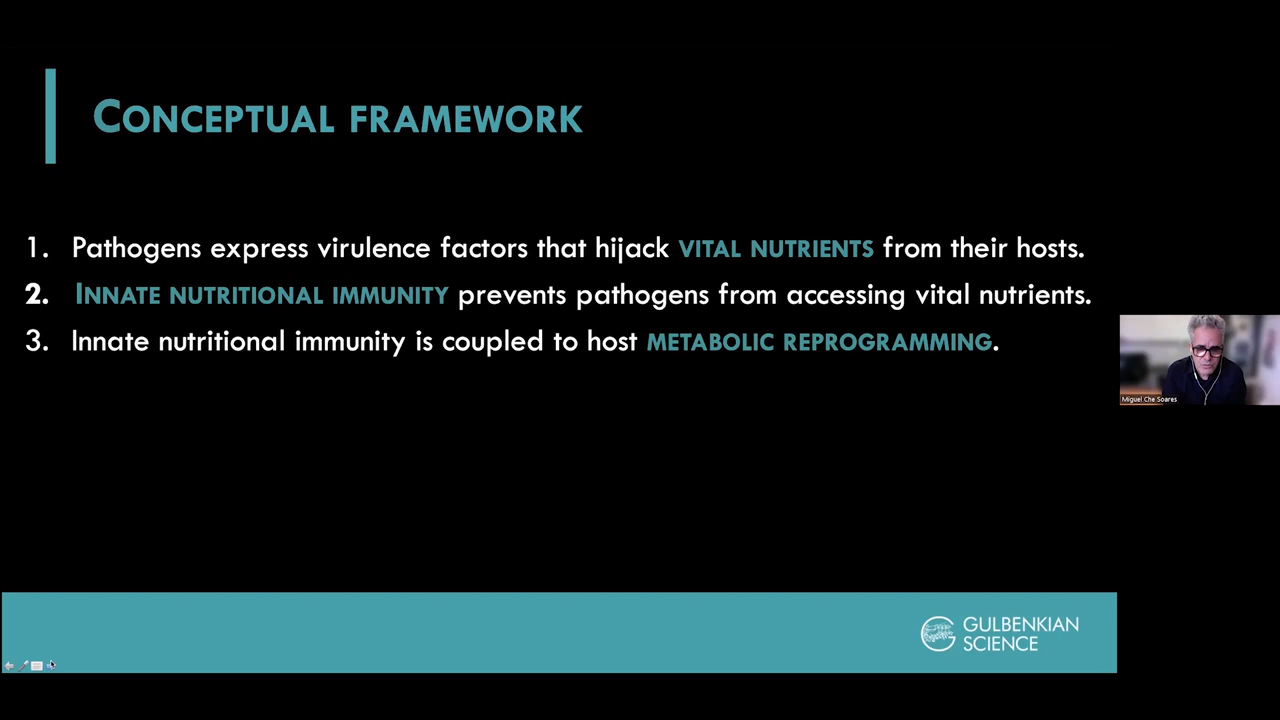 CONCEPTUAL FRAMEWORK
1. Pathogens express virulence factors that hijack VITAL NUTRIENTS from their hosts.
2. INNATE NUTRITIONAL IMMUNITY prevents pathogens from accessing vital nutrients.
3. Innate nutritional immunity is coupled to host METABOLIC REPROGRAMMING.
Miguel Che Soares
GULBENKIAN
SCIENCE